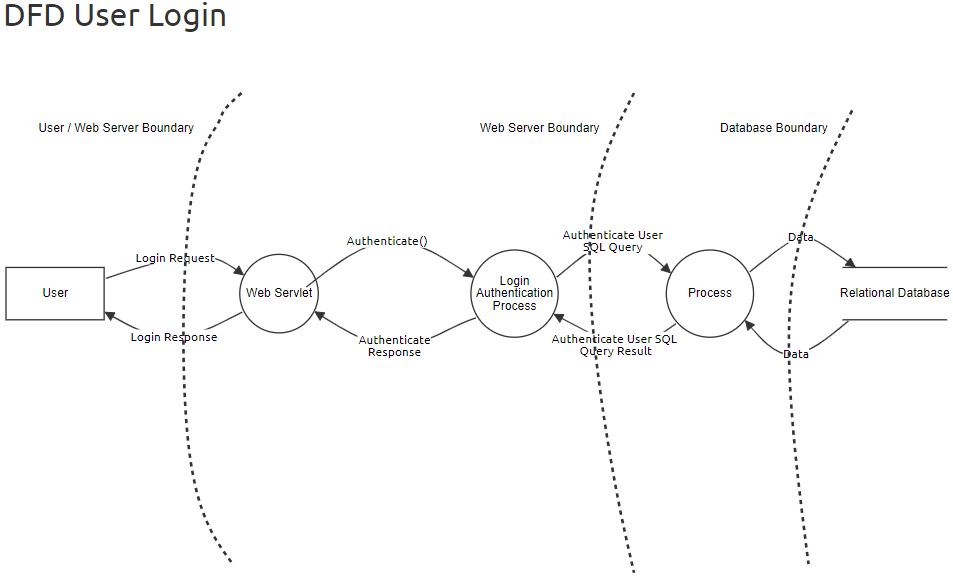 DFD User Login
User / Web Server Boundary
Web Server Boundary
Database Boundary
Login Request
Authenticate()
Authenticate User
SQL Query
Data
User
Web Servlet
Login
Authentication
Process
Process
Relational Database
Login Response
Authenticate
Response
Authenticate User SQL
Query Result
Data